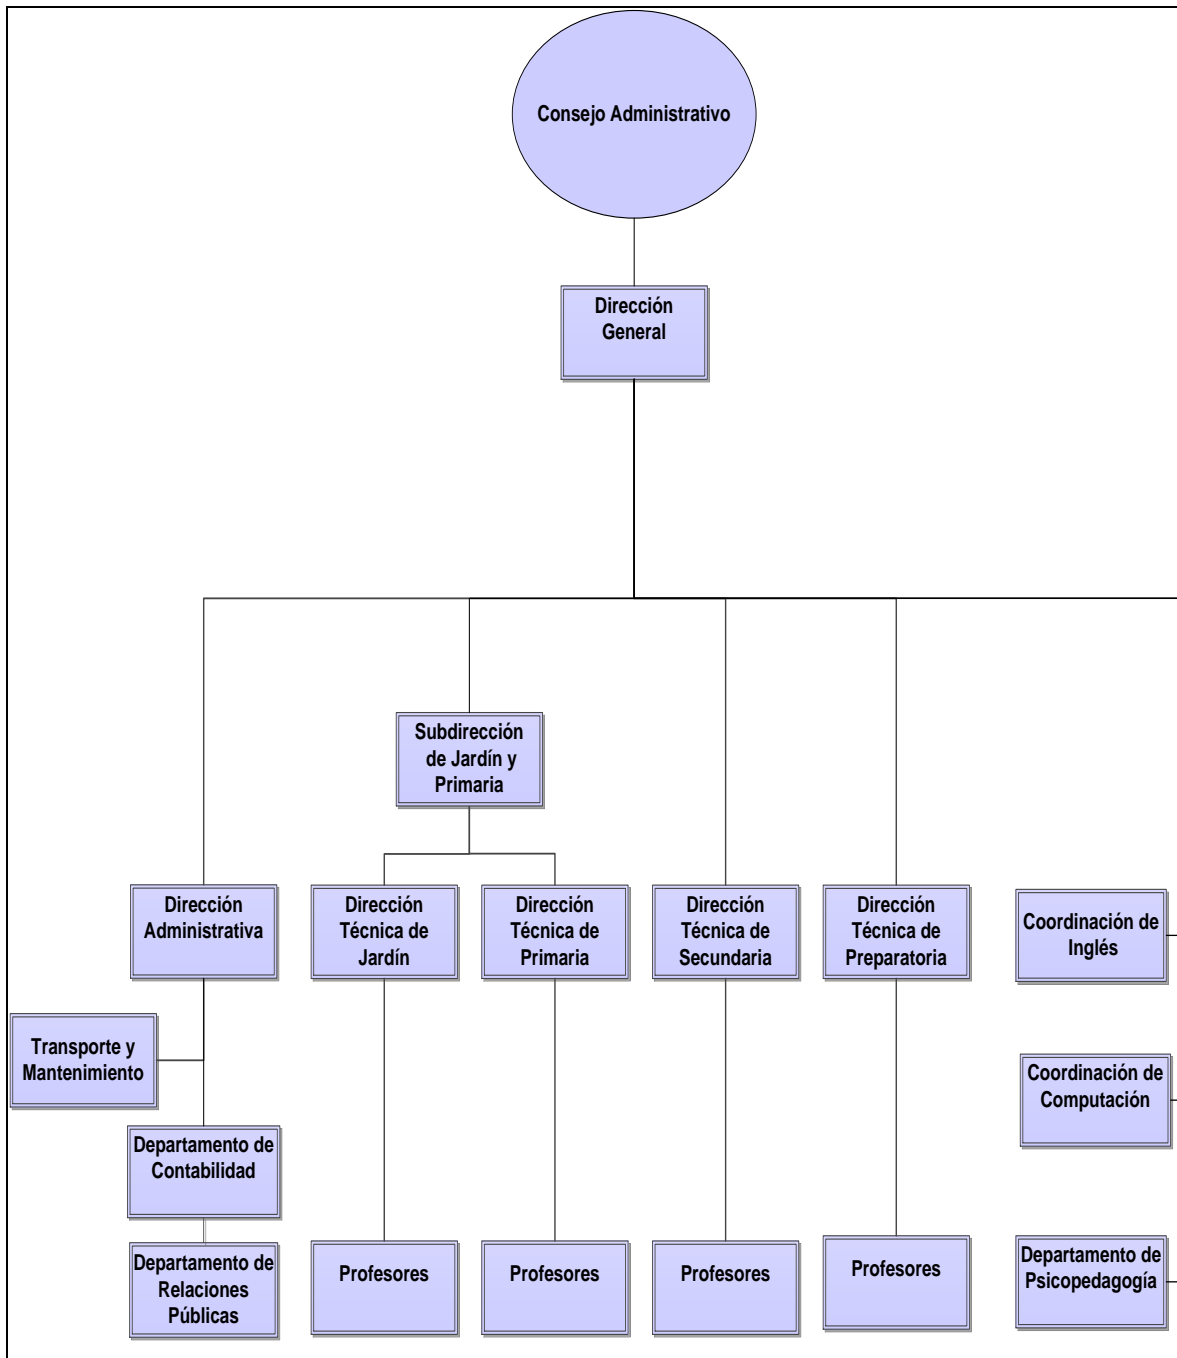 Consejo Administrativo
Dirección
General
Subdirección
de Jardín y
Primaria
Dirección
Administrativa
Dirección
Técnica de
Jardín
Dirección
Técnica de
Primaria
Dirección
Técnica de
Secundaria
Dirección
Técnica de
Preparatoria
Coordinación de
Inglés
Transporte y
Mantenimiento
Coordinación de
Computación
Departamento de
Contabilidad
Departamento de
Relaciones
Públicas
Profesores
Profesores
Profesores
Profesores
Departamento de
Psicopedagogía